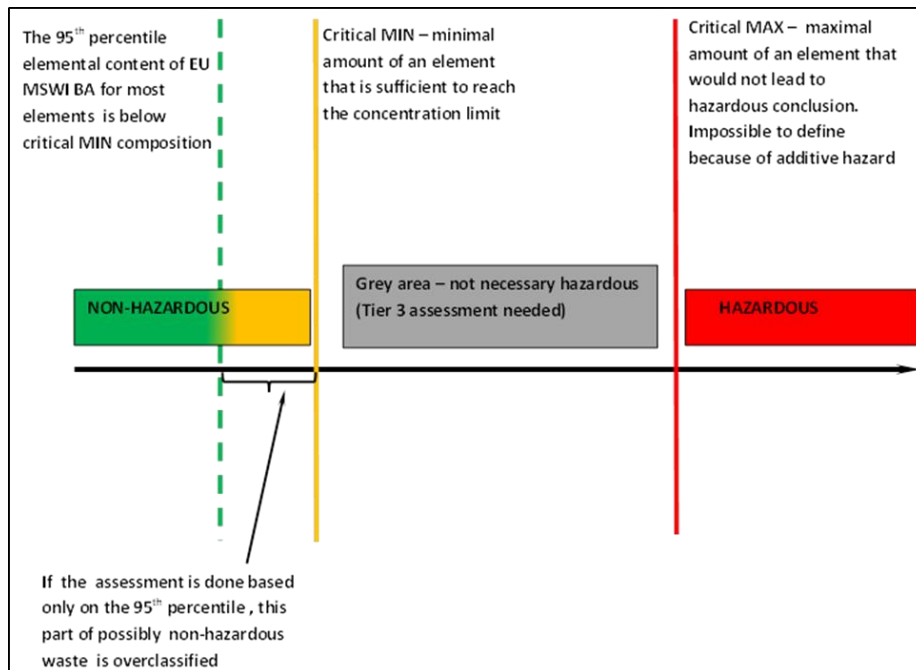 The 95th percentile
elemental content of EU
MSWI BA for most
elements is below
critical MIN composition
Critical MIN – minimal
amount of an element
that is sufficient to reach
the concentration limit
Critical MAX – maximal
amount of an element that
would not lead to
hazardous conclusion.
Impossible to define
because of additive hazard
NON-HAZARDOUS
Grey area – not necessary hazardous
(Tier 3 assessment needed)
HAZARDOUS
If the assessment is done based
only on the 95th percentile , this
part of possibly non-hazardous
waste is overclassified